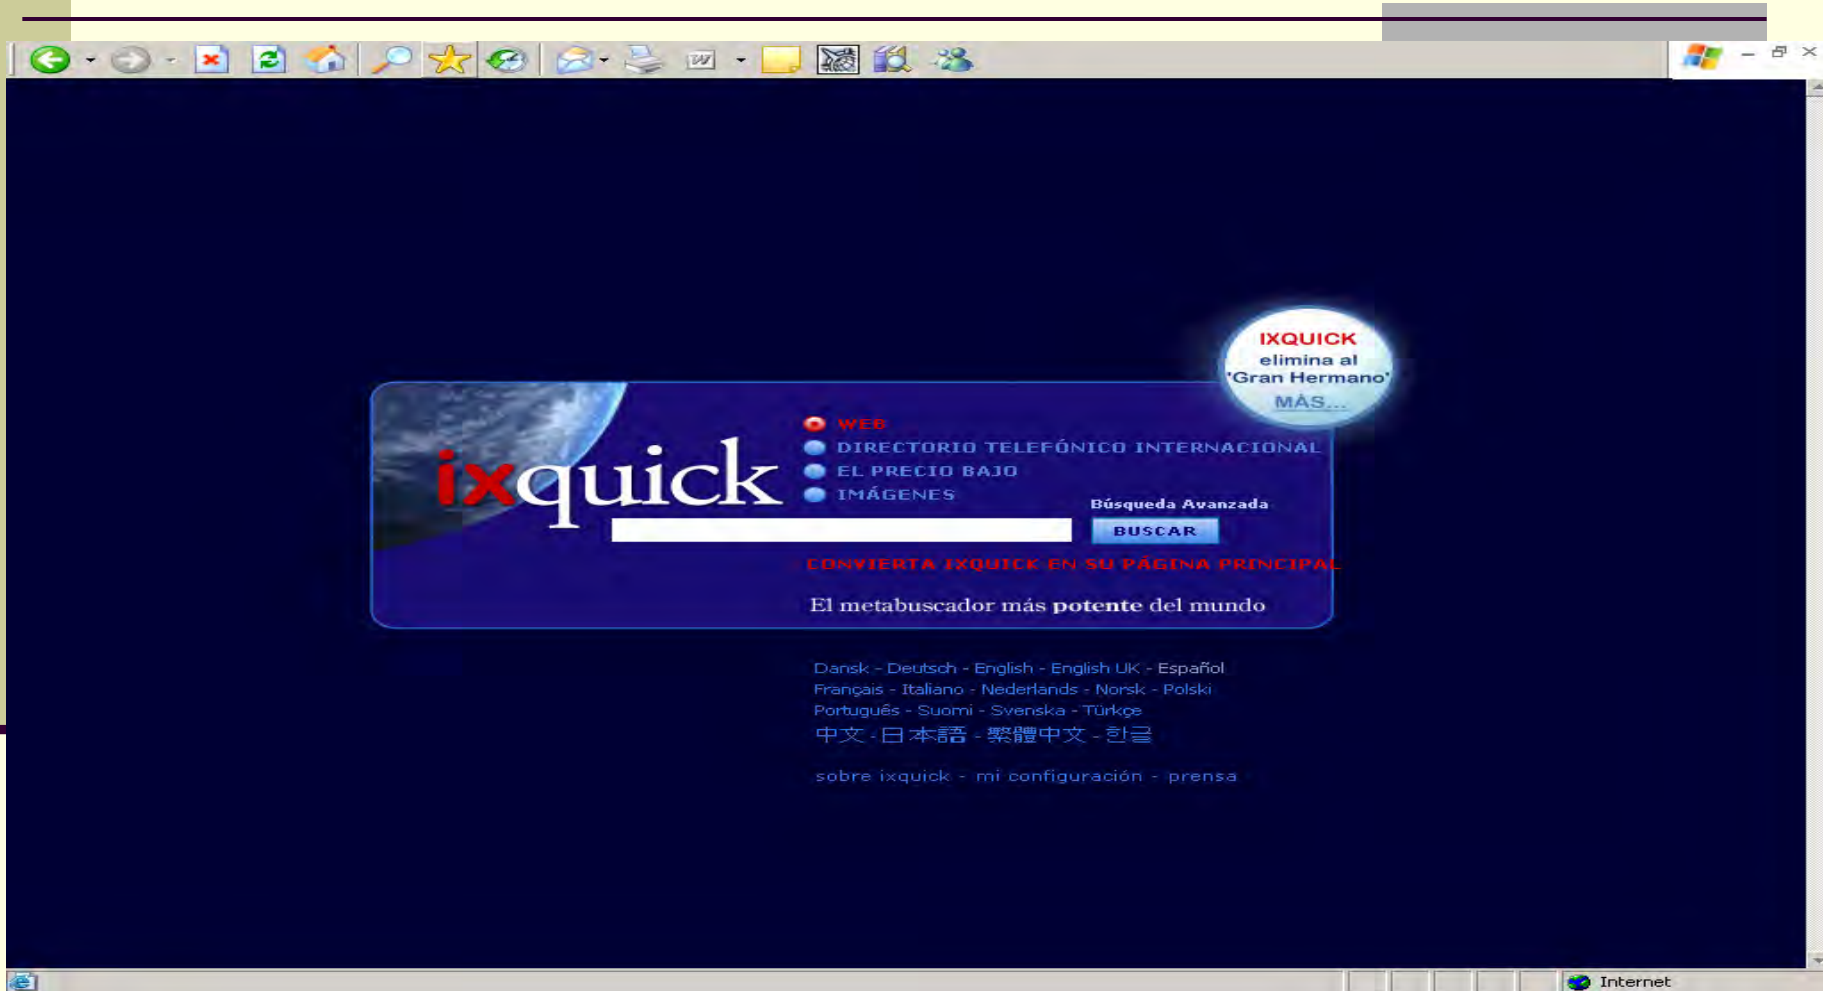 IXQUICK
elimina al
'Gran Hermano'
MÁS...
WEB
DIRECTORIO TELEFÓNICO INTERNACIONAL
EL PRECIO BAJO
IMÁGENES
ixquick
Búsqueda Avanzada
BUSCAR
CONVIERTA IXQUICK EN SU PÁGINA PRINCIPAL
El metabuscador más potente del mundo
Dansk - Deutsch - English - English UK - Español
Français - Italiano - Nederlands - Norsk - Polski
Português - Suomi - Svenska - Türkçe
中文 - 日本語 - 繁體中文 - 한글
sobre ixquick - mi configuración - prensa
Internet